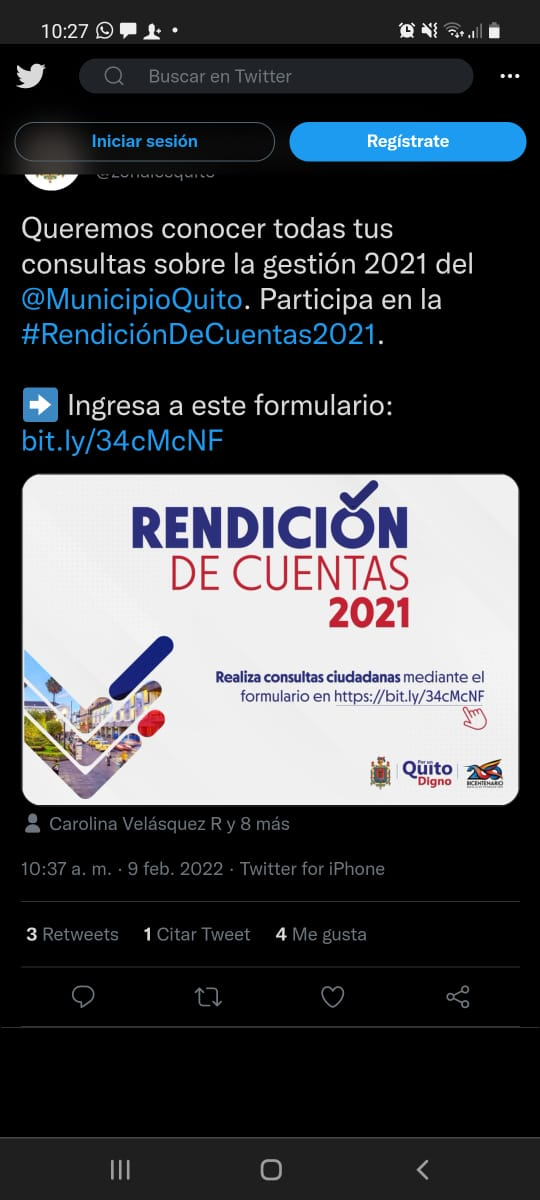 10:27
Buscar en Twitter
Iniciar sesión
Regístrate
Queremos conocer todas tus
consultas sobre la gestión 2021 del
@MunicipioQuito. Participa en la
#RendiciónDeCuentas2021.
Ingresa a este formulario:
bit.ly/34cMcNF
RENDICIÓN
DE CUENTAS
2021
Realiza consultas ciudadanas mediante el
formulario en https://bit.ly/34cMcNF
Por un
Quito
Digno
BICENTENARIO
Carolina Velásquez R y 8 más
10:37 a. m. · 9 feb. 2022 · Twitter for iPhone
3 Retweets 1 Citar Tweet 4 Me gusta